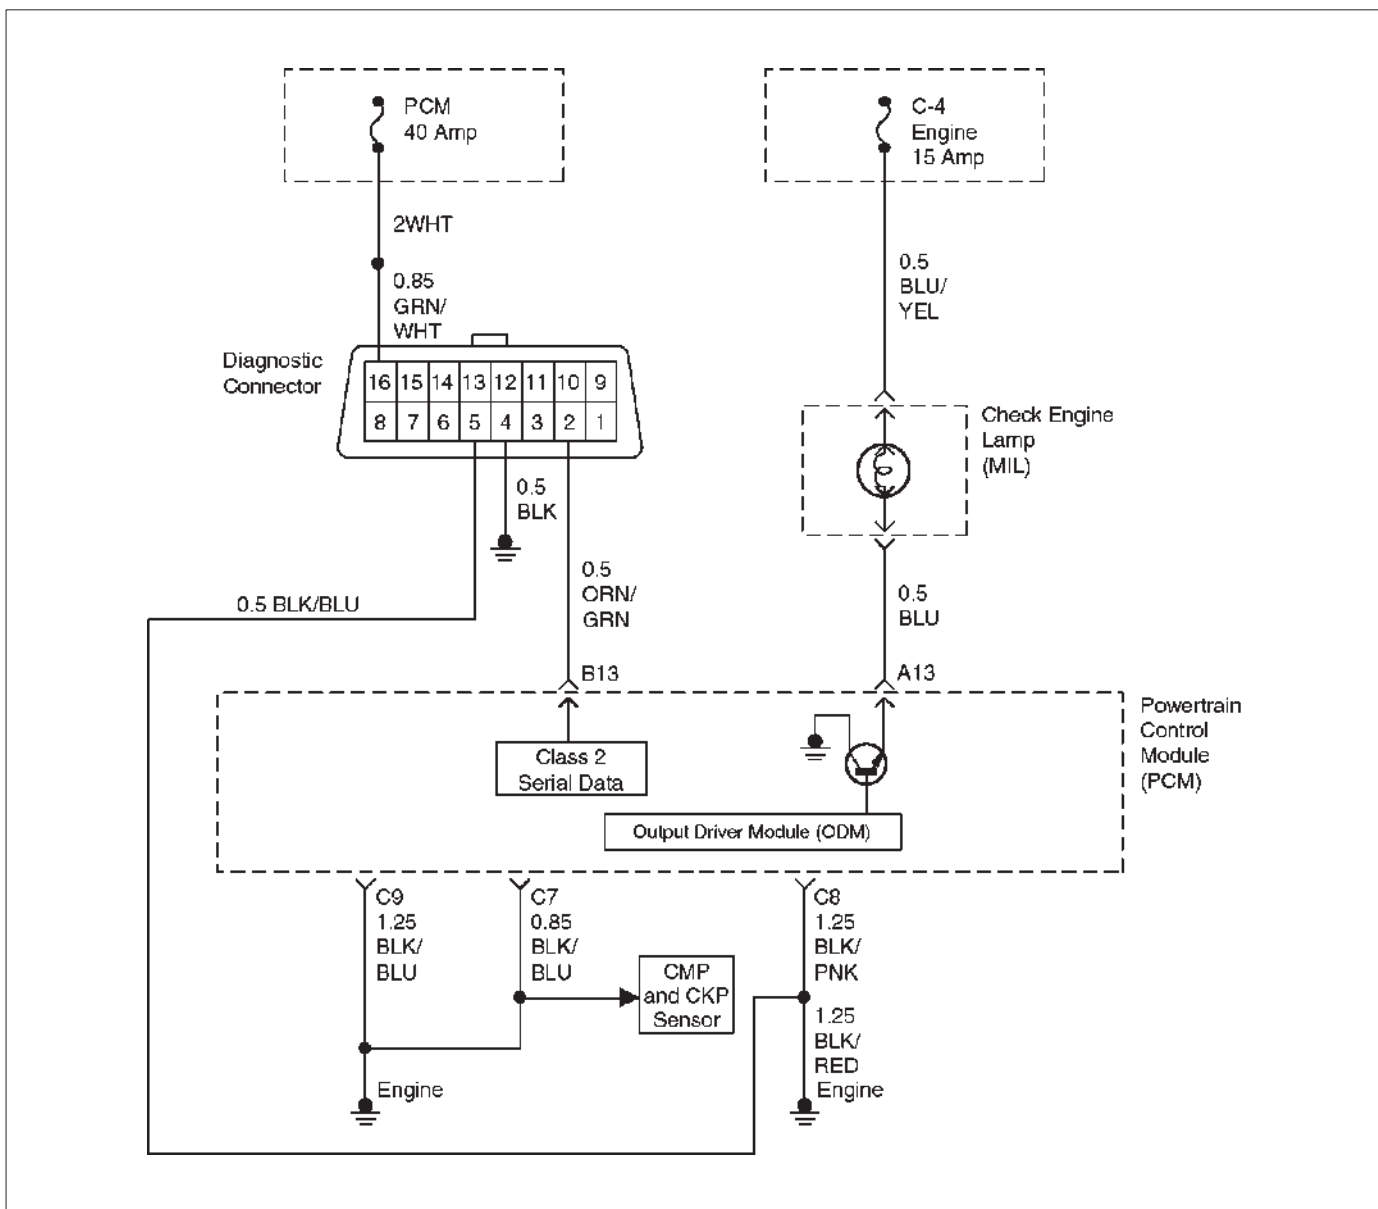 PCM
40 Amp
C-4
Engine
15 Amp
2WHT
0.85
GRN/
WHT
0.5
BLU/
YEL
Diagnostic
Connector
16 15 14 13 12 11 10 9
8 7 6 5 4 3 2 1
Check Engine
Lamp
(MIL)
0.5
BLK
0.5
ORN/
GRN
0.5 BLK/BLU
0.5
BLU
B13
A13
Powertrain
Control
Module
(PCM)
Class 2
Serial Data
Output Driver Module (ODM)
C9
1.25
BLK/
BLU
C7
0.85
BLK/
BLU
C8
1.25
BLK/
PNK
CMP
and CKP
Sensor
1.25
BLK/
RED
Engine
Engine